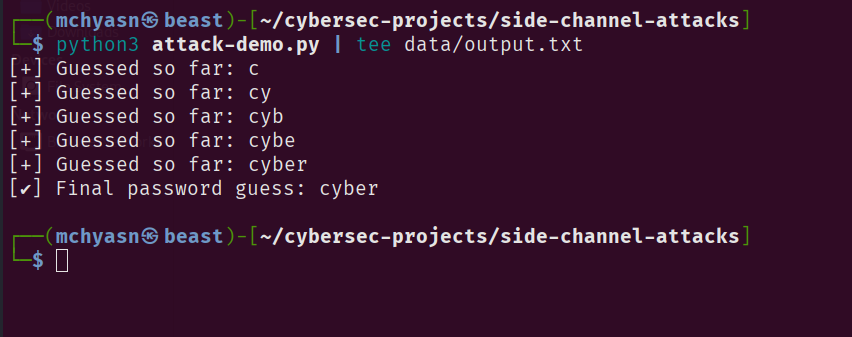 ┌──(mchyasn㉿beast)-[~/cybersec-projects/side-channel-attacks]
└─$ python3 attack-demo.py | tee data/output.txt
[+] Guessed so far: c
[+] Guessed so far: cy
[+] Guessed so far: cyb
[+] Guessed so far: cybe
[+] Guessed so far: cyber
[✔] Final password guess: cyber
┌──(mchyasn㉿beast)-[~/cybersec-projects/side-channel-attacks]
└─$